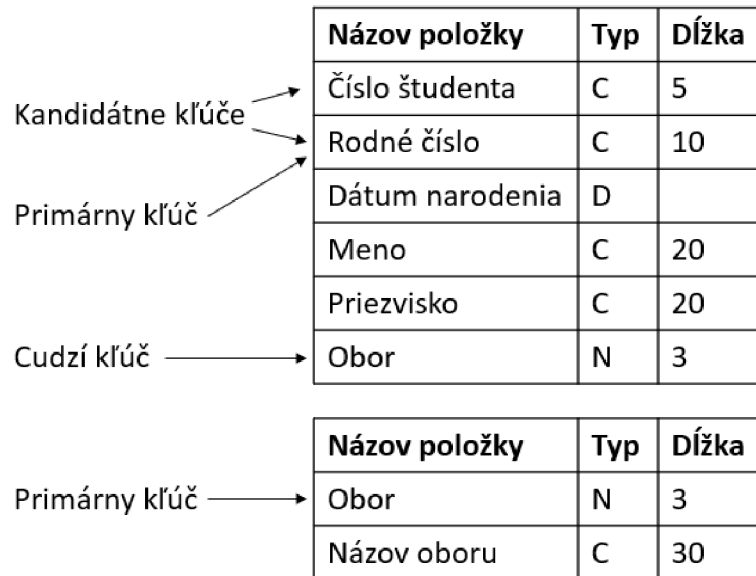 Názov položky Typ Dĺžka
Číslo študenta C 5
Kandidátne kľúče
Rodné číslo C 10
Dátum narodenia D
Primárny kľúč
Meno C 20
Priezvisko C 20
Cudzí kľúč Obor N 3
Názov položky Typ Dĺžka
Primárny kľúč Obor N 3
Názov oboru C 30